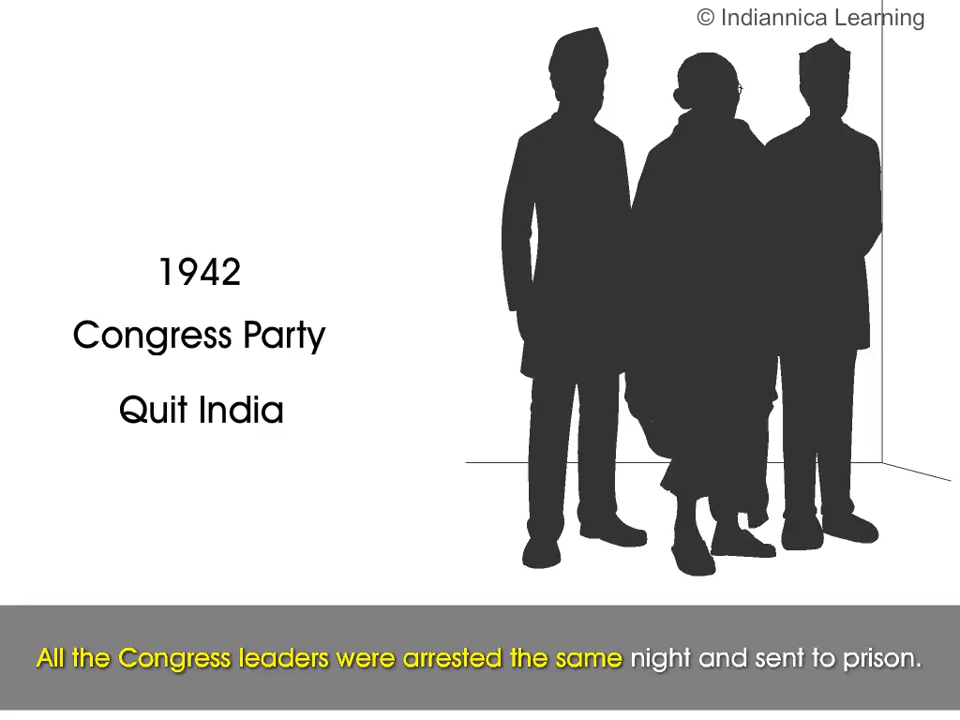 © Indiannica Learning
1942
Congress Party
Quit India
All the Congress leaders were arrested the same night and sent to prison.